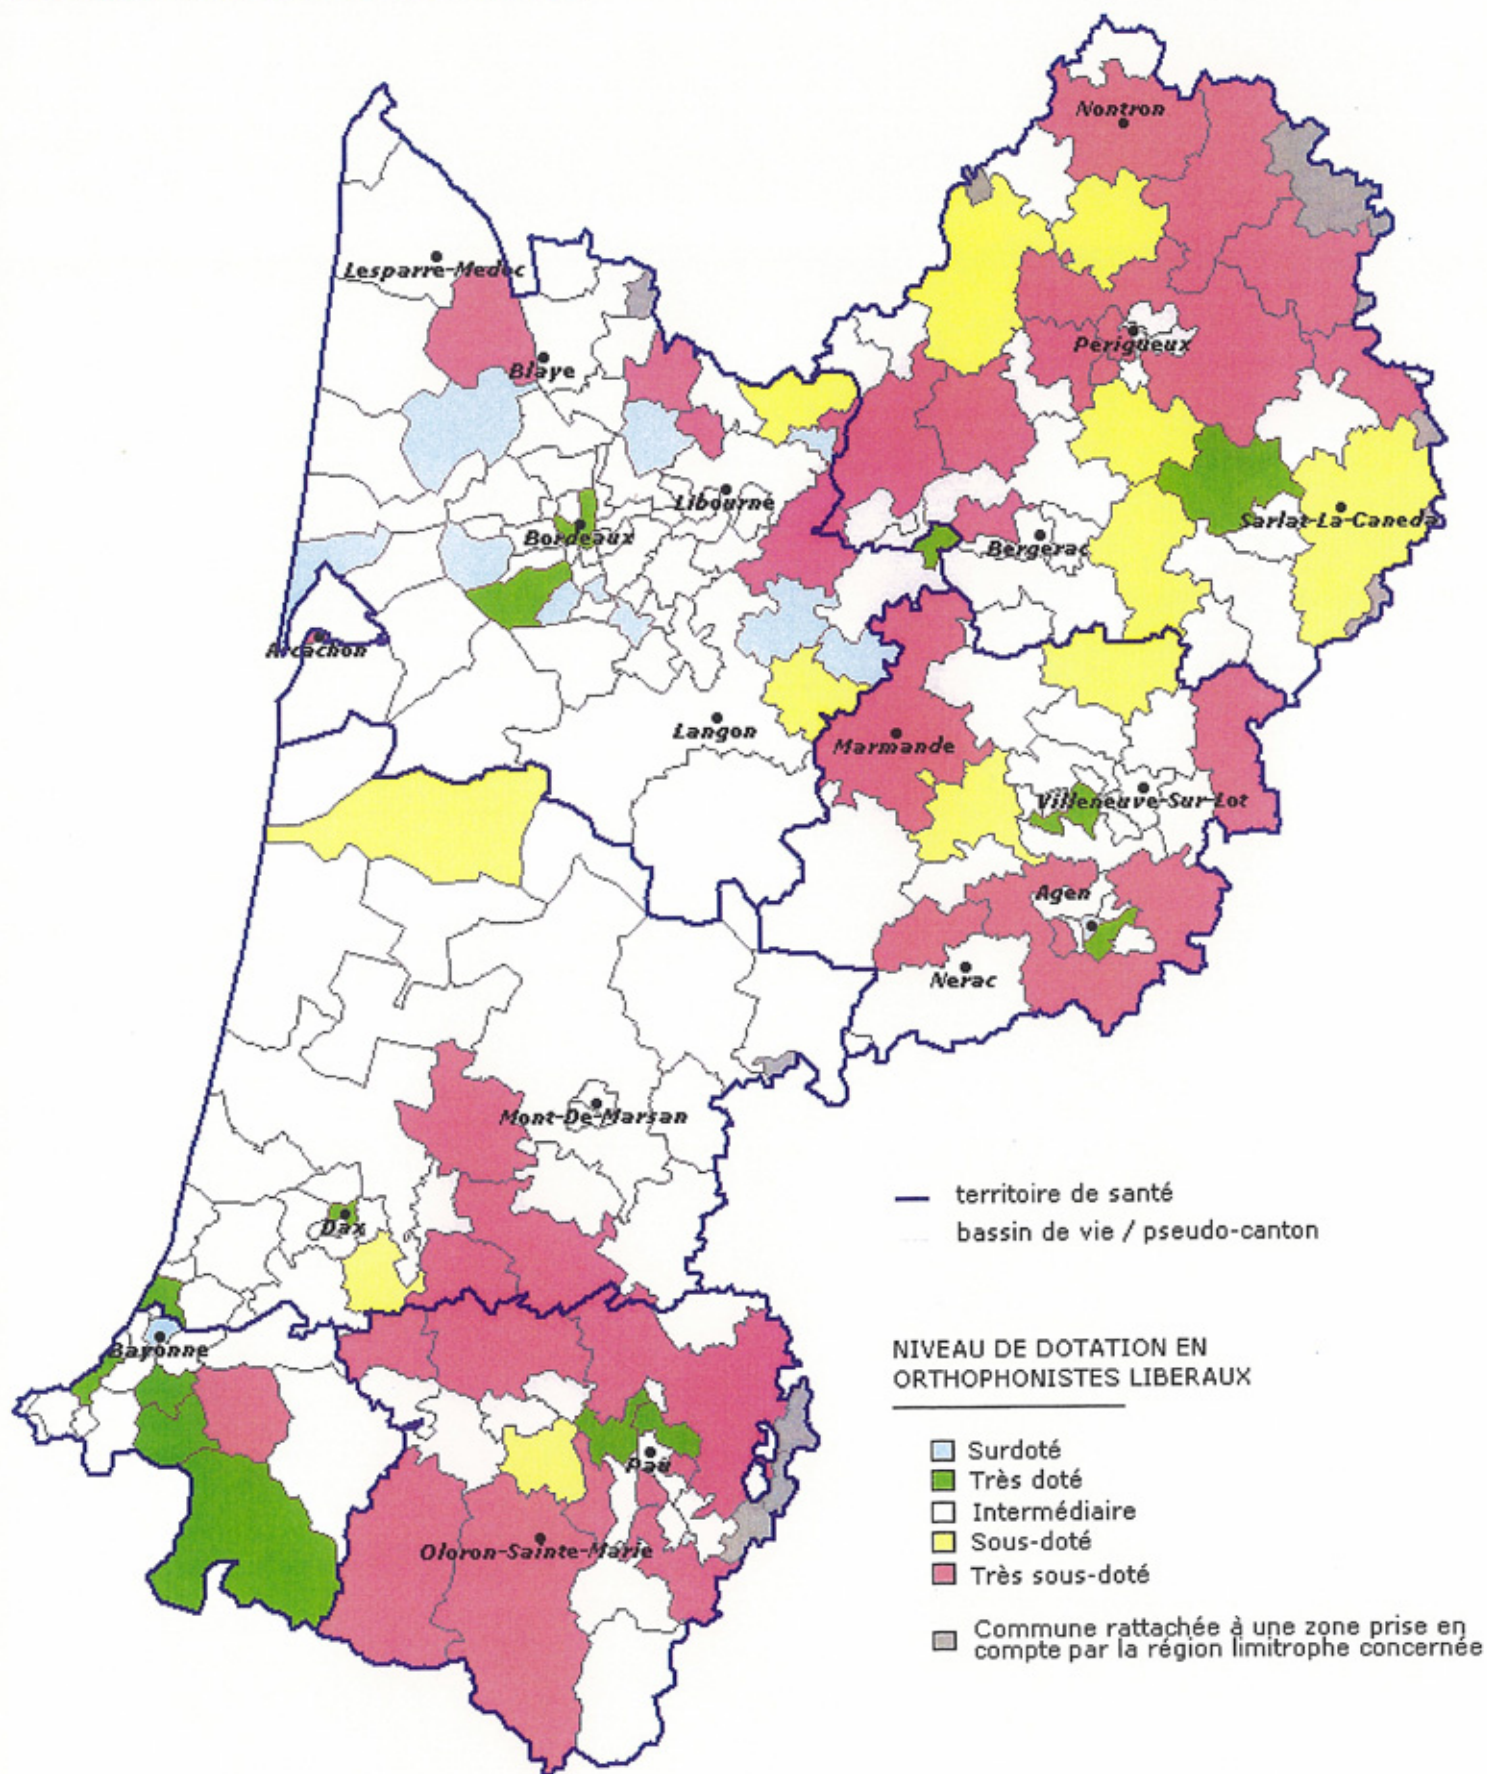 Nontron
Lesparre-Medoc
Périgueux
Blaye
Libourne
Sarlat-La-Caneda
Bordeaux
Bergerac
Arcachon
Langon
Marmande
Villeneuve-Sur-Lot
Agen
Nerac
Mont-De-Marsan
Dax
Bayonne
Pau
Oloron-Sainte-Marie
territoire de santé
bassin de vie / pseudo-canton
NIVEAU DE DOTATION EN
ORTHOPHONISTES LIBERAUX
Surdoté
Très doté
Intermédiaire
Sous-doté
Très sous-doté
Commune rattachée à une zone prise en
compte par la région limitrophe concernée